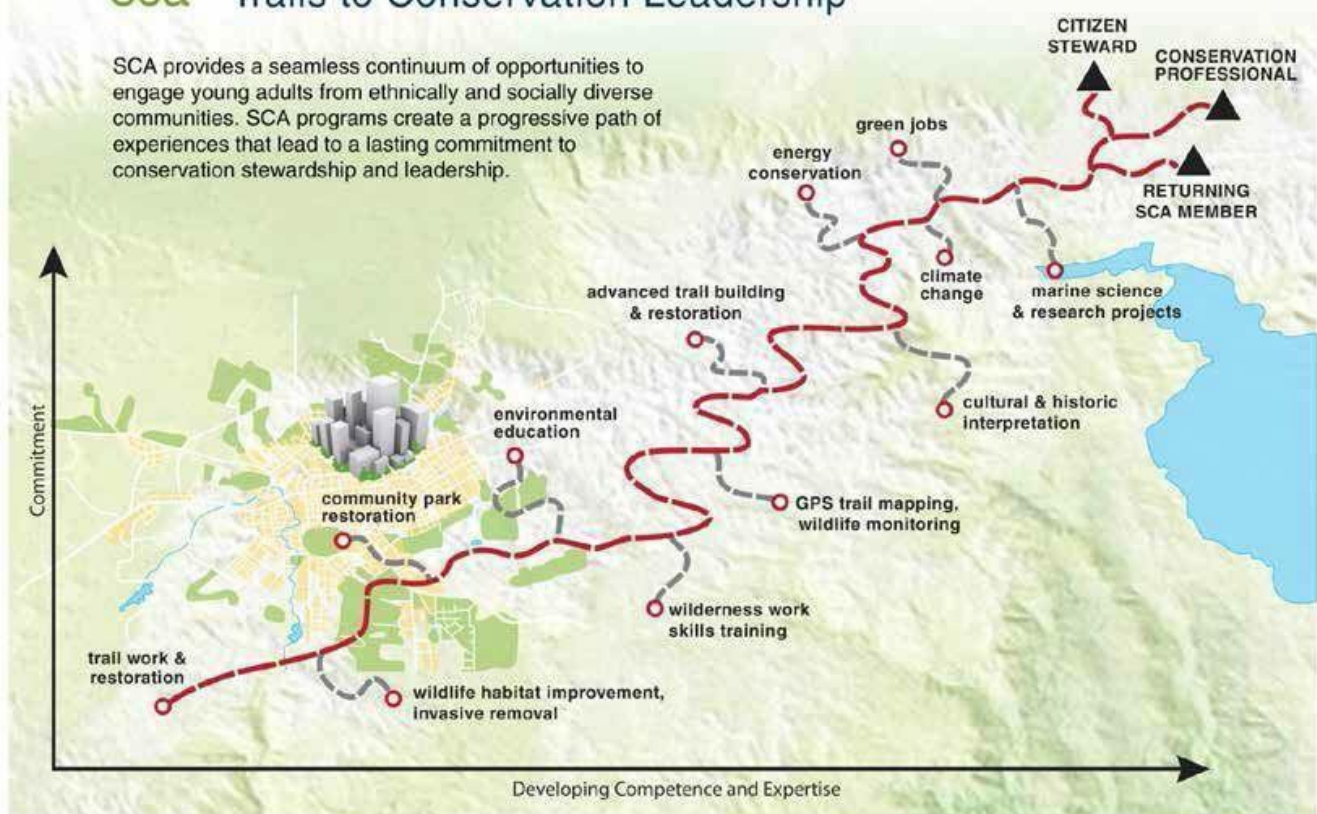 sca Trails to Conservation Leadership
SCA provides a seamless continuum of opportunities to
engage young adults from ethnically and socially diverse
communities. SCA programs create a progressive path of
experiences that lead to a lasting commitment to
conservation stewardship and leadership.
CITIZEN
STEWARD
CONSERVATION
PROFESSIONAL
RETURNING
SCA MEMBER
green jobs
energy
conservation
climate
change
marine science
& research projects
advanced trail building
& restoration
cultural & historic
interpretation
environmental
education
GPS trail mapping,
wildlife monitoring
community park
restoration
wilderness work
skills training
trail work &
restoration
wildlife habitat improvement,
invasive removal
Commitment
Developing Competence and Expertise